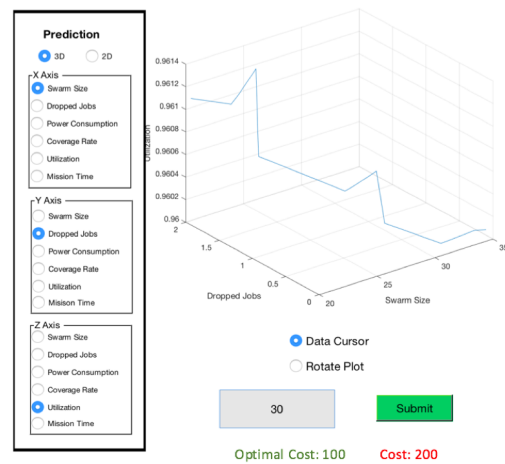 Prediction
3D
2D
X Axis
Swarm Size
Dropped Jobs
Power Consumption
Coverage Rate
Utilization
Mission Time
Y Axis
Swarm Size
Dropped Jobs
Power Consumption
Coverage Rate
Utilization
Misison Time
Z Axis
Swarm Size
Dropped Jobs
Power Consumption
Coverage Rate
Utilization
Mission Time
0.9614
0.9612
0.961
0.9608
0.9606
0.9604
0.9602
0.96
Utilization
2
1.5
1
0.5
0
Dropped Jobs
20
25
30
35
Swarm Size
Data Cursor
Rotate Plot
30
Submit
Optimal Cost: 100
Cost: 200